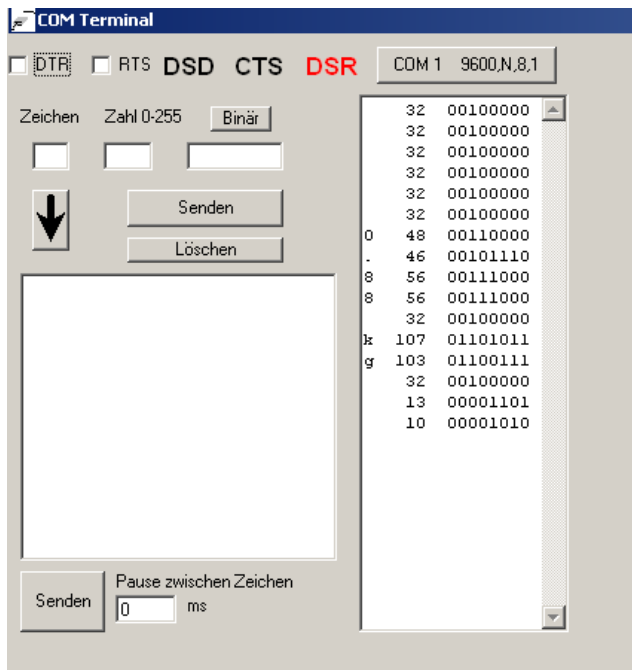 COM Terminal
DTR RTS DSD CTS DSR COM 1 9600,N,8,1
Zeichen Zahl 0-255 Binär
Senden
Löschen
32 00100000
32 00100000
32 00100000
32 00100000
32 00100000
32 00100000
0 48 00110000
. 46 00101110
8 56 00111000
8 56 00111000
32 00100000
k 107 01101011
g 103 01100111
32 00100000
13 00001101
10 00001010
Senden
Pause zwischen Zeichen
0 ms